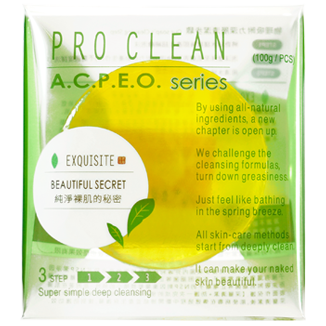 PRO CLEAN
(100g / PCS)
A.C.P.E.O. series
By using all-natural
ingredients, a new
chapter is open up.
We challenge the
cleansing formulas,
turn down greasiness.
Just feel like bathing
in the spring breeze.
All skin-care methods
start from deeply clean.
It can make your naked
skin beautiful.
EXQUISITE
BEAUTIFUL SECRET
純淨裸肌的秘密
3 STEP 1 2 3
Super simple deep cleansing